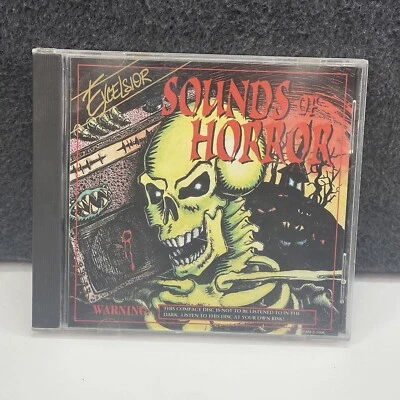 EXCELSIOR
SOUNDS OF
HORROR
WARNING:
THIS COMPACT DISC IS NOT TO BE LISTENED TO IN THE
DARK. LISTEN TO THIS DISC AT YOUR OWN RISK!